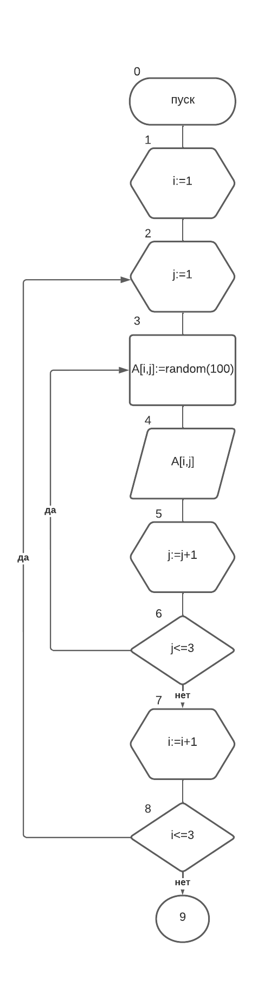 0
пуск
1
i:=1
2
j:=1
3
A[i,j]:=random(100)
4
A[i,j]
да
5
j:=j+1
да
6
j<=3
нет
7
i:=i+1
8
i<=3
нет
9